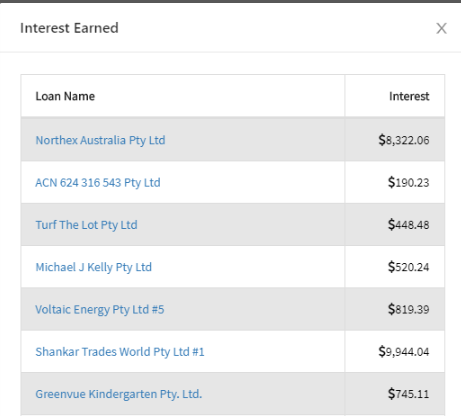 Interest Earned X
Loan Name Interest
Northex Australia Pty Ltd $8,322.06
ACN 624 316 543 Pty Ltd $190.23
Turf The Lot Pty Ltd $448.48
Michael J Kelly Pty Ltd $520.24
Voltaic Energy Pty Ltd #5 $819.39
Shankar Trades World Pty Ltd #1 $9,944.04
Greenvue Kindergarten Pty. Ltd. $745.11